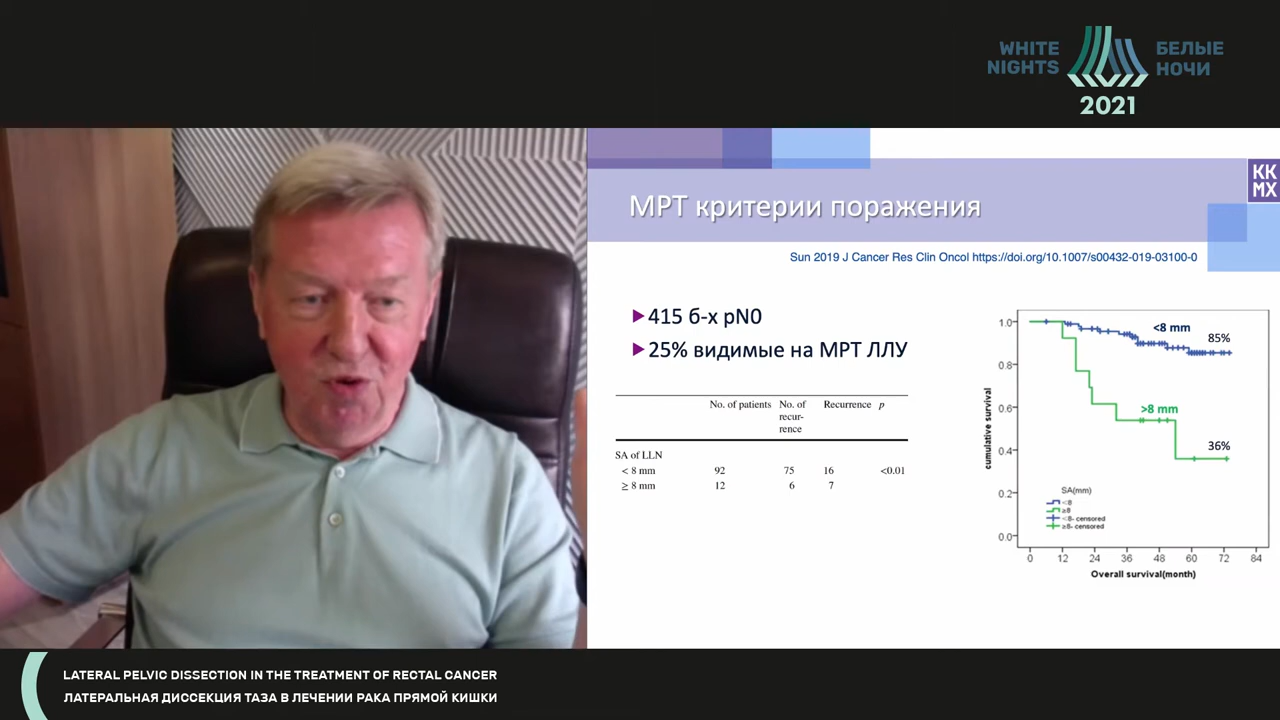 WHITE NIGHTS
БЕЛЫЕ НОЧИ
2021
KK
MX
МРТ критерии поражения
Sun 2019 J Cancer Res Clin Oncol https://doi.org/10.1007/s00432-019-03100-0
415 б-х pN0
25% видимые на МРТ ЛЛУ
No. of patients No. of recur-rence Recurrence p
SA of LLN
< 8 mm 92 75 16 <0.01
≥ 8 mm 12 6 7
cumulative survival
1.0
0.8
0.6
0.4
0.2
0.0
<8 mm
85%
>8 mm
36%
SA(mm)
<8
≥8
<8- censored
≥8- censored
0 12 24 36 48 60 72 84
Overall survival(month)
LATERAL PELVIC DISSECTION IN THE TREATMENT OF RECTAL CANCER
ЛАТЕРАЛЬНАЯ ДИССЕКЦИЯ ТАЗА В ЛЕЧЕНИИ РАКА ПРЯМОЙ КИШКИ